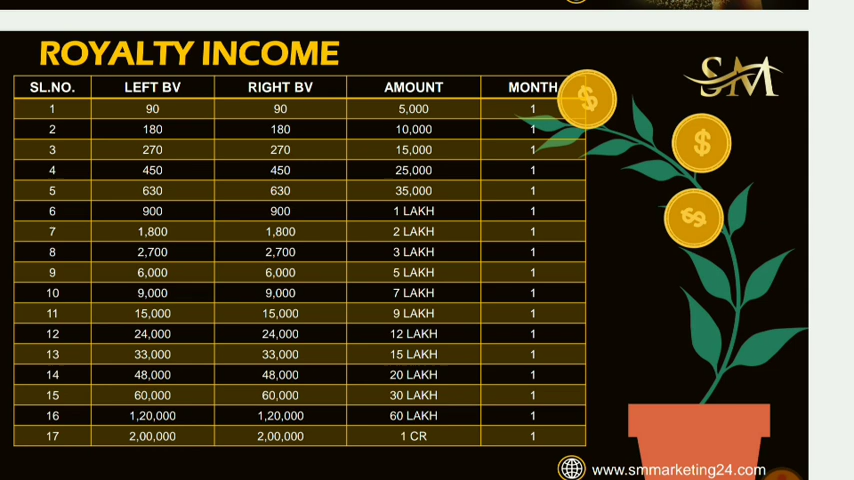 ROYALTY INCOME
SM
SL.NO. LEFT BV RIGHT BV AMOUNT MONTH
1 90 90 5,000 1
2 180 180 10,000 1
3 270 270 15,000 1
4 450 450 25,000 1
5 630 630 35,000 1
6 900 900 1 LAKH 1
7 1,800 1,800 2 LAKH 1
8 2,700 2,700 3 LAKH 1
9 6,000 6,000 5 LAKH 1
10 9,000 9,000 7 LAKH 1
11 15,000 15,000 9 LAKH 1
12 24,000 24,000 12 LAKH 1
13 33,000 33,000 15 LAKH 1
14 48,000 48,000 20 LAKH 1
15 60,000 60,000 30 LAKH 1
16 1,20,000 1,20,000 60 LAKH 1
17 2,00,000 2,00,000 1 CR 1
$
$
$
www.smmarketing24.com